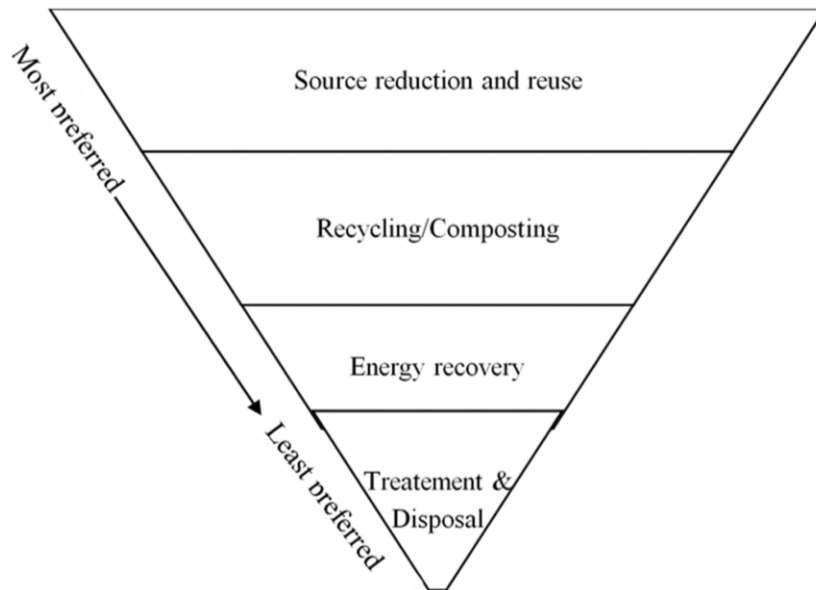 Most preferred
Source reduction and reuse
Recycling/Composting
Energy recovery
Least preferred
Treatement &
Disposal